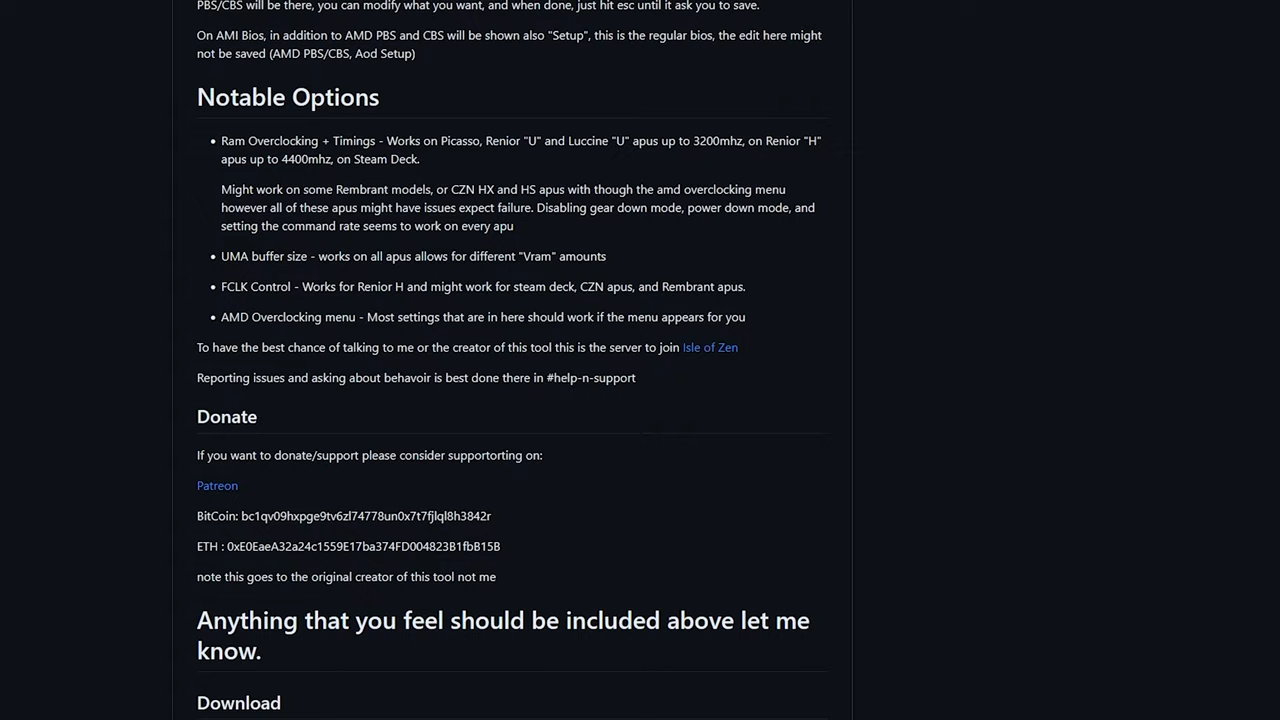 PBS/CBS will be there, you can modify what you want, and when done, just hit esc until it ask you to save.
On AMI Bios, in addition to AMD PBS and CBS will be shown also "Setup", this is the regular bios, the edit here might
not be saved (AMD PBS/CBS, Aod Setup)
Notable Options
• Ram Overclocking + Timings - Works on Picasso, Renior "U" and Luccine "U" apus up to 3200mhz, on Renior "H"
apus up to 4400mhz, on Steam Deck.
Might work on some Rembrant models, or CZN HX and HS apus with though the amd overclocking menu
however all of these apus might have issues expect failure. Disabling gear down mode, power down mode, and
setting the command rate seems to work on every apu
• UMA buffer size - works on all apus allows for different "Vram" amounts
• FCLK Control - Works for Renior H and might work for steam deck, CZN apus, and Rembrant apus.
• AMD Overclocking menu - Most settings that are in here should work if the menu appears for you
To have the best chance of talking to me or the creator of this tool this is the server to join Isle of Zen
Reporting issues and asking about behavoir is best done there in #help-n-support
Donate
If you want to donate/support please consider supportorting on:
Patreon
BitCoin: bc1qv09hxpge9tv6zl74778un0x7t7fjlql8h3842r
ETH : 0xE0EaeA32a24c1559E17ba374FD004823B1fbB15B
note this goes to the original creator of this tool not me
Anything that you feel should be included above let me
know.
Download